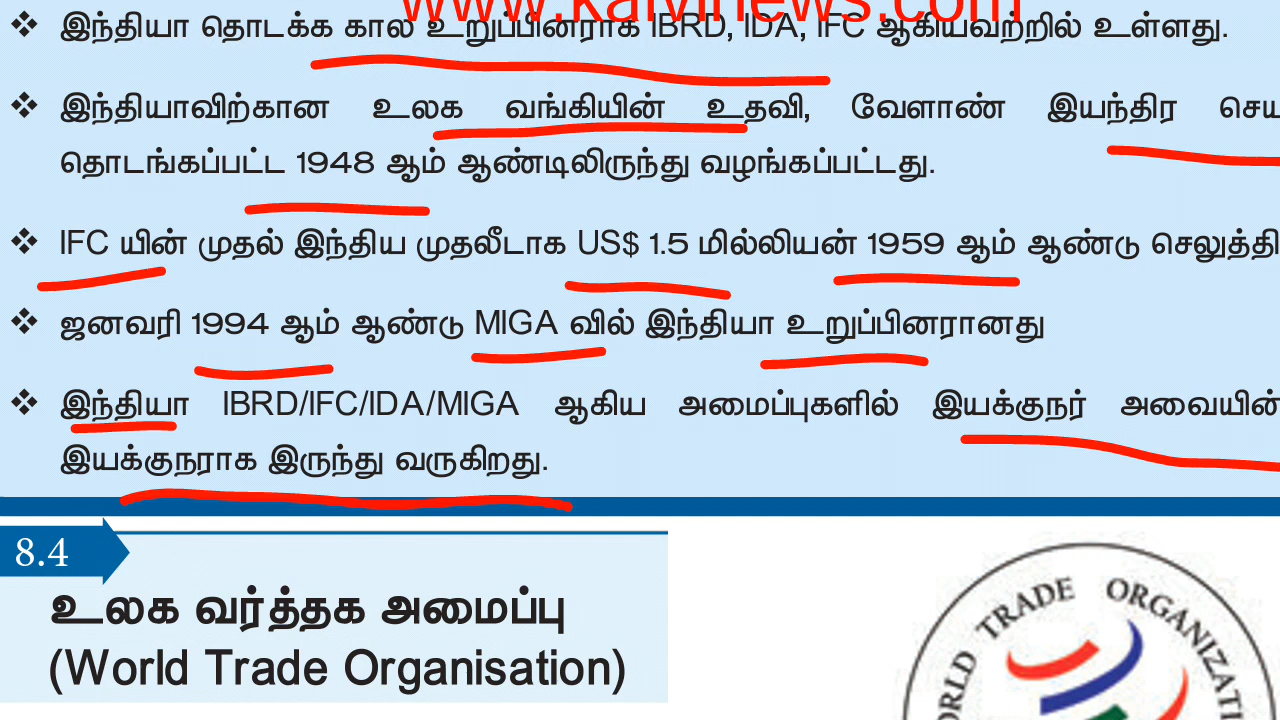 www.kalvinews.com
❖ இந்தியா தொடக்க கால உறுப்பினராக IBRD, IDA, IFC ஆகியவற்றில் உள்ளது.
❖ இந்தியாவிற்கான உலக வங்கியின் உதவி, வேளாண் இயந்திர
தொடங்கப்பட்ட 1948 ஆம் ஆண்டிலிருந்து வழங்கப்பட்டது.
❖ IFC யின் முதல் இந்திய முதலீடாக US$ 1.5 மில்லியன் 1959 ஆம் ஆண்டு செலுத்தி
❖ ஜனவரி 1994 ஆம் ஆண்டு MIGA வில் இந்தியா உறுப்பினரானது
❖ இந்தியா IBRD/IFC/IDA/MIGA ஆகிய அமைப்புகளில் இயக்குநர் அவையின்
இயக்குநராக இருந்து வருகிறது.
8.4
உலக வர்த்தக அமைப்பு
(World Trade Organisation)
WORLD TRADE ORGANIZATI